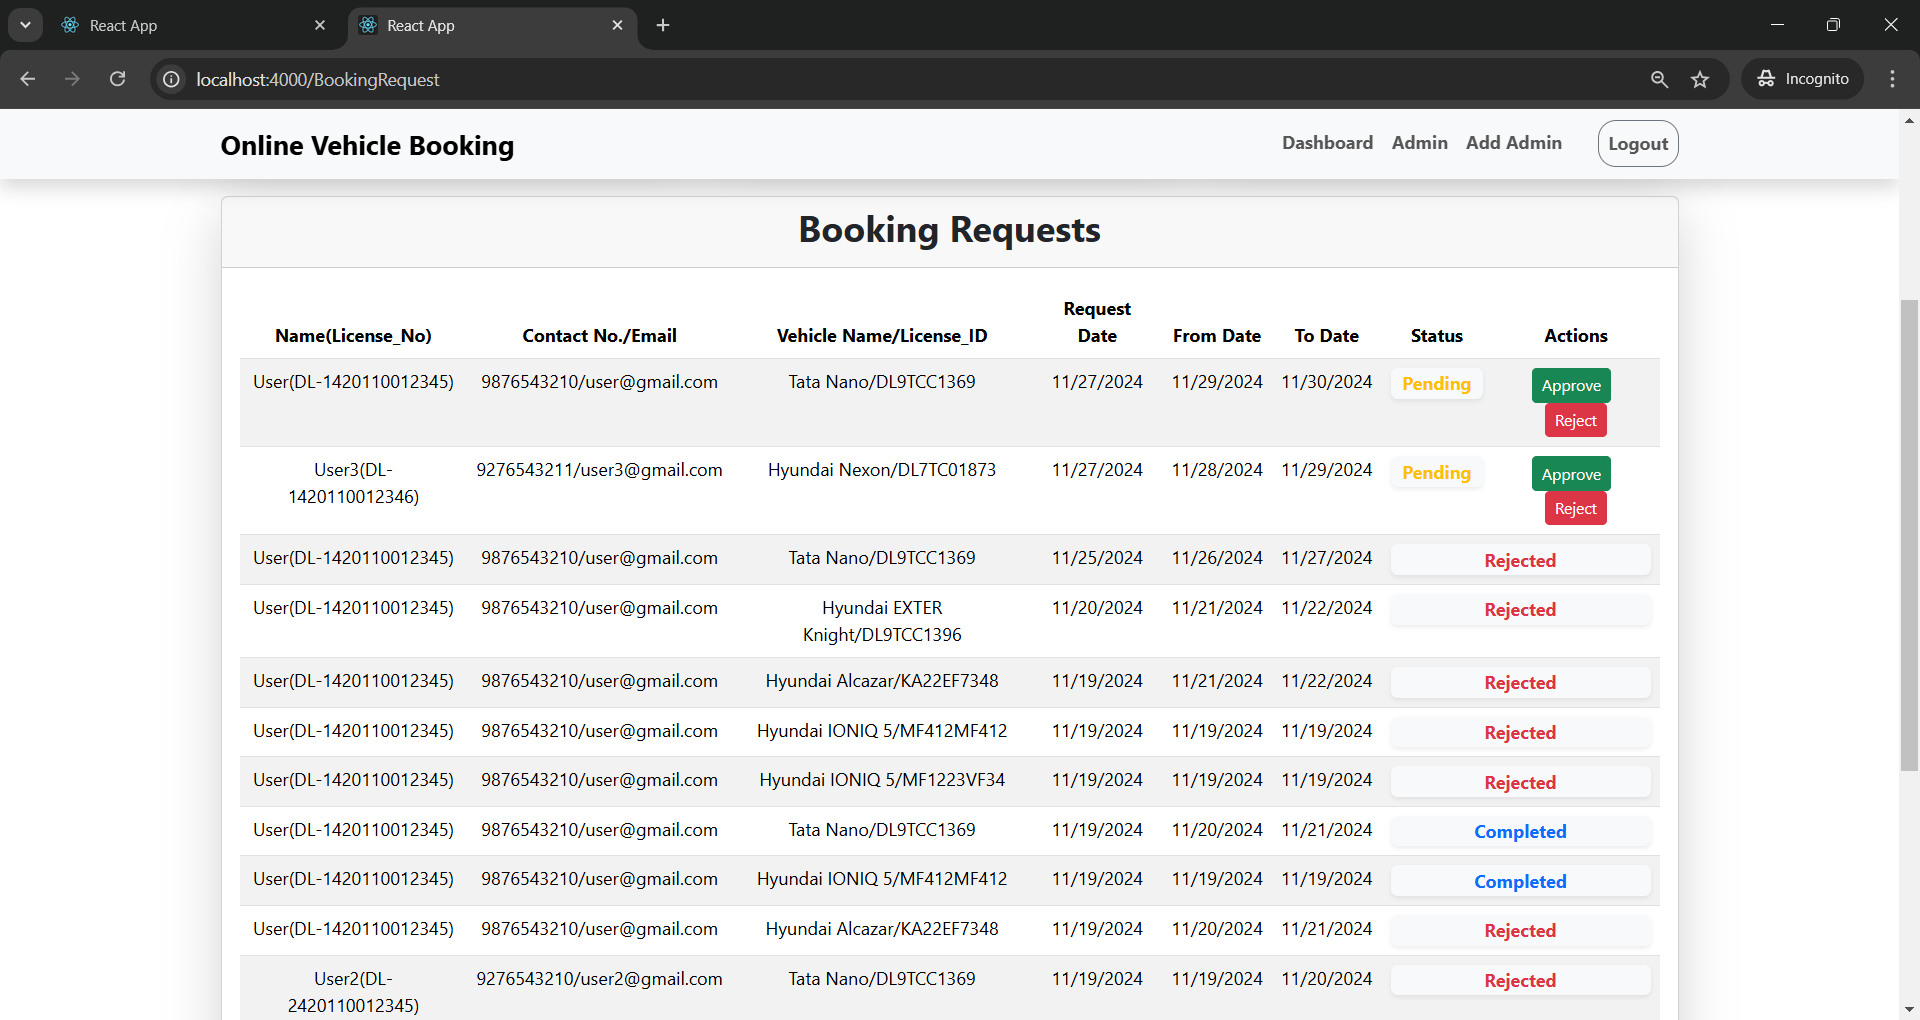 React App
React App
localhost:4000/BookingRequest
Incognito
Online Vehicle Booking
Dashboard Admin Add Admin Logout
Booking Requests
Name(License_No) Contact No./Email Vehicle Name/License_ID Request Date From Date To Date Status Actions
User(DL-1420110012345) 9876543210/user@gmail.com Tata Nano/DL9TCC1369 11/27/2024 11/29/2024 11/30/2024 Pending Approve
Reject
User3(DL- 9276543211/user3@gmail.com Hyundai Nexon/DL7TC01873 11/27/2024 11/28/2024 11/29/2024 Pending Approve
1420110012346) Reject
User(DL-1420110012345) 9876543210/user@gmail.com Tata Nano/DL9TCC1369 11/25/2024 11/26/2024 11/27/2024 Rejected
User(DL-1420110012345) 9876543210/user@gmail.com Hyundai EXTER 11/20/2024 11/21/2024 11/22/2024 Rejected
Knight/DL9TCC1396
User(DL-1420110012345) 9876543210/user@gmail.com Hyundai Alcazar/KA22EF7348 11/19/2024 11/21/2024 11/22/2024 Rejected
User(DL-1420110012345) 9876543210/user@gmail.com Hyundai IONIQ 5/MF412MF412 11/19/2024 11/19/2024 11/19/2024 Rejected
User(DL-1420110012345) 9876543210/user@gmail.com Hyundai IONIQ 5/MF1223VF34 11/19/2024 11/19/2024 11/19/2024 Rejected
User(DL-1420110012345) 9876543210/user@gmail.com Tata Nano/DL9TCC1369 11/19/2024 11/20/2024 11/21/2024 Completed
User(DL-1420110012345) 9876543210/user@gmail.com Hyundai IONIQ 5/MF412MF412 11/19/2024 11/19/2024 11/19/2024 Completed
User(DL-1420110012345) 9876543210/user@gmail.com Hyundai Alcazar/KA22EF7348 11/19/2024 11/20/2024 11/21/2024 Rejected
User2(DL- 9276543210/user2@gmail.com Tata Nano/DL9TCC1369 11/19/2024 11/19/2024 11/20/2024 Rejected
2420110012345)